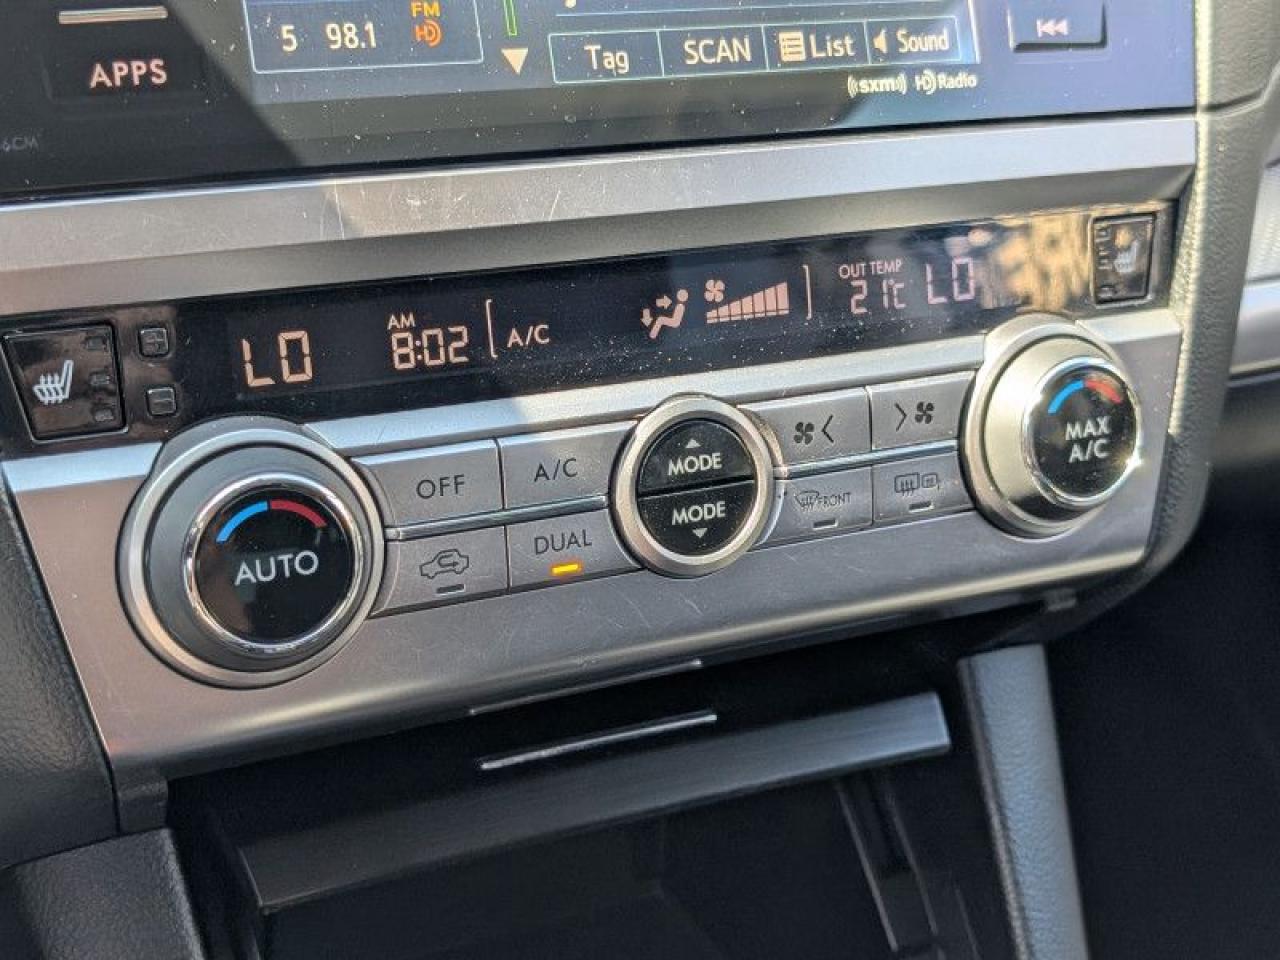 5 98.1 FM HD
APPS
Tag SCAN List Sound
((sxm)) HD Radio
LO AM 8:02 A/C OUT TEMP 21°C LO
OFF A/C MODE
MODE
DUAL FRONT
AUTO
MAX
A/C